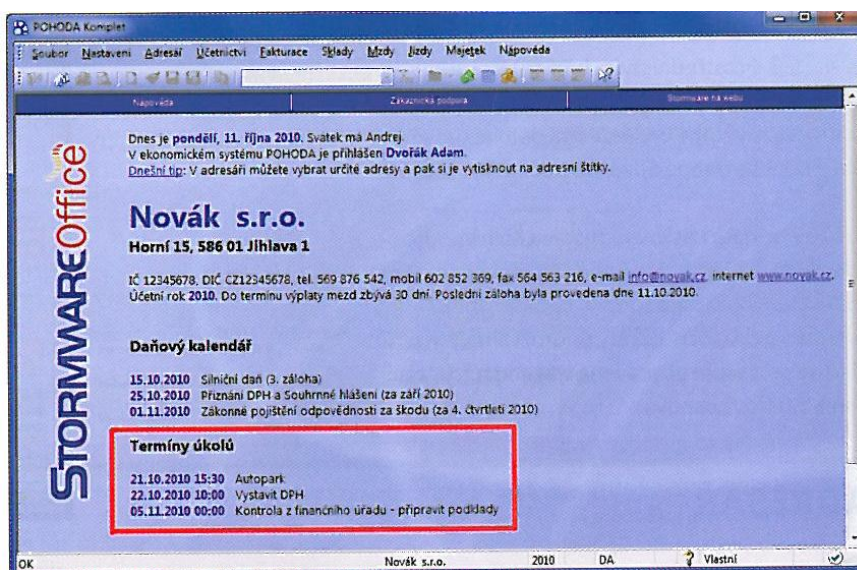 POHODA Komplet
Soubor Nastavení Adresář Účetnictví Fakturace Sklady Mzdy Jízdy Majetek Nápověda
Nápověda Zákaznická podpora Stormware na webu
STORMWARE Office
Dnes je pondělí, 11. října 2010. Svátek má Andrej.
V ekonomickém systému POHODA je přihlášen Dvořák Adam.
Dnešní tip: V adresáři můžete vybrat určité adresy a pak si je vytisknout na adresní štítky.
Novák s.r.o.
Horní 15, 586 01 Jihlava 1
IČ 12345678, DIČ CZ12345678, tel. 569 876 542, mobil 602 852 369, fax 564 563 216, e-mail info@novak.cz, internet www.novak.cz.
Účetní rok 2010. Do termínu výplaty mezd zbývá 30 dní. Poslední záloha byla provedena dne 11.10.2010.
Daňový kalendář
15.10.2010 Silniční daň (3. záloha)
25.10.2010 Přiznání DPH a Souhrnné hlášení (za září 2010)
01.11.2010 Zákonné pojištění odpovědnosti za škodu (za 4. čtvrtletí 2010)
Termíny úkolů
21.10.2010 15:30 Autopark
22.10.2010 10:00 Vystavit DPH
05.11.2010 00:00 Kontrola z finančního úřadu - připravit podklady
OK Novák s.r.o. 2010 DA Vlastní